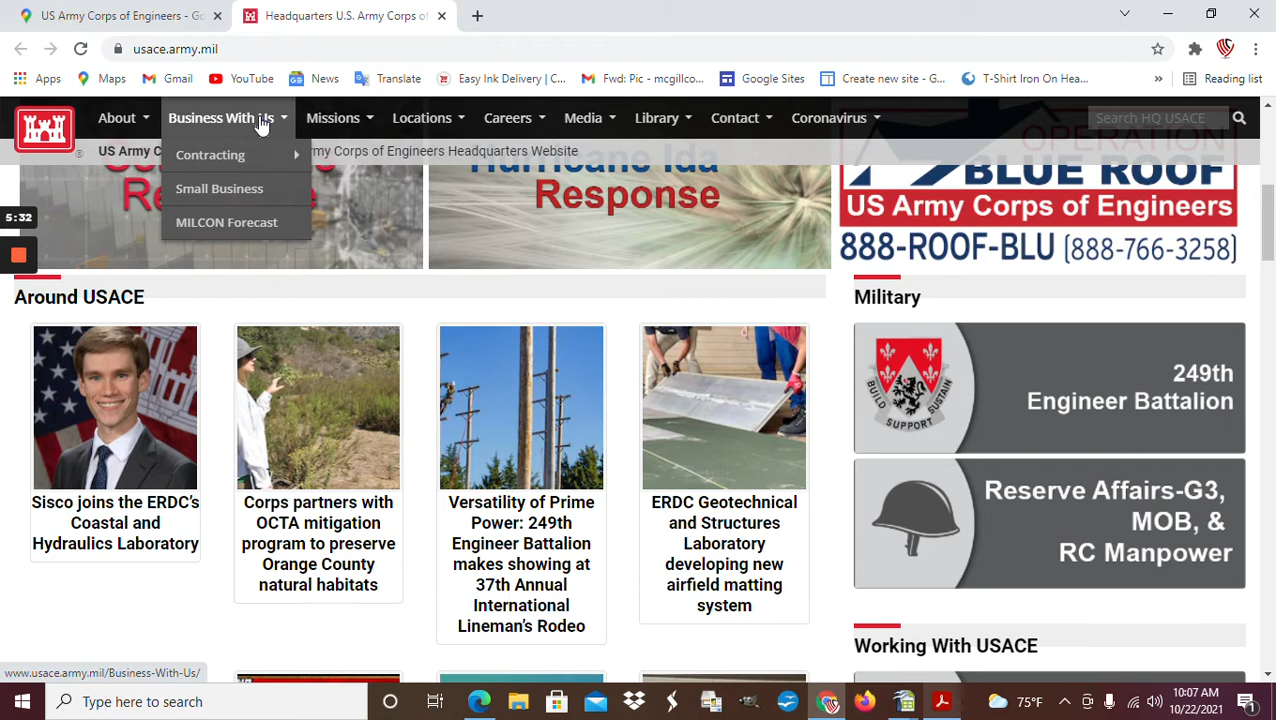 US Army Corps of Engineers - Go
Headquarters U.S. Army Corps of
usace.army.mil
Apps
Maps
Gmail
YouTube
News
Translate
Easy Ink Delivery | C...
Fwd: Pic - mcgillco...
Google Sites
Create new site - G...
T-Shirt Iron On Hea...
»
Reading list
About
Business With Us
Missions
Locations
Careers
Media
Library
Contact
Coronavirus
Search HQ USACE
US Army C
rmy Corps of Engineers Headquarters Website
Contracting
Small Business
MILCON Forecast
5:32
Hurricane Ida
Response
OPERATION
BLUE ROOF
US Army Corps of Engineers
888-ROOF-BLU (888-766-3258)
Around USACE
Sisco joins the ERDC's
Coastal and
Hydraulics Laboratory
Corps partners with
OCTA mitigation
program to preserve
Orange County
natural habitats
Versatility of Prime
Power: 249th
Engineer Battalion
makes showing at
37th Annual
International
Lineman's Rodeo
ERDC Geotechnical
and Structures
Laboratory
developing new
airfield matting
system
Military
BUILD SUPPORT SUSTAIN
249th
Engineer Battalion
Reserve Affairs-G3,
MOB, &
RC Manpower
Working With USACE
www.usace.army.mil/Business-With-Us/
Type here to search
75°F
10:07 AM
10/22/2021
1